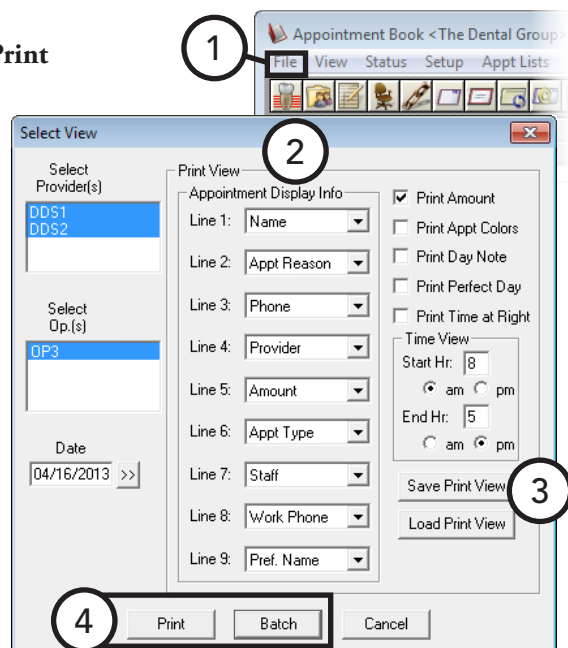 Print
1
Appointment Book <The Dental Group>
File View Status Setup Appt Lists
Select View
2
Select
Provider(s)
DDS1
DDS2
Select
Op.(s)
OP3
Date
04/16/2013 >>
Print View
Appointment Display Info
Line 1: Name
Line 2: Appt Reason
Line 3: Phone
Line 4: Provider
Line 5: Amount
Line 6: Appt Type
Line 7: Staff
Line 8: Work Phone
Line 9: Pref. Name
Print Amount
Print Appt Colors
Print Day Note
Print Perfect Day
Print Time at Right
Time View
Start Hr: 8
am pm
End Hr: 5
am pm
Save Print View
3
Load Print View
4
Print Batch Cancel